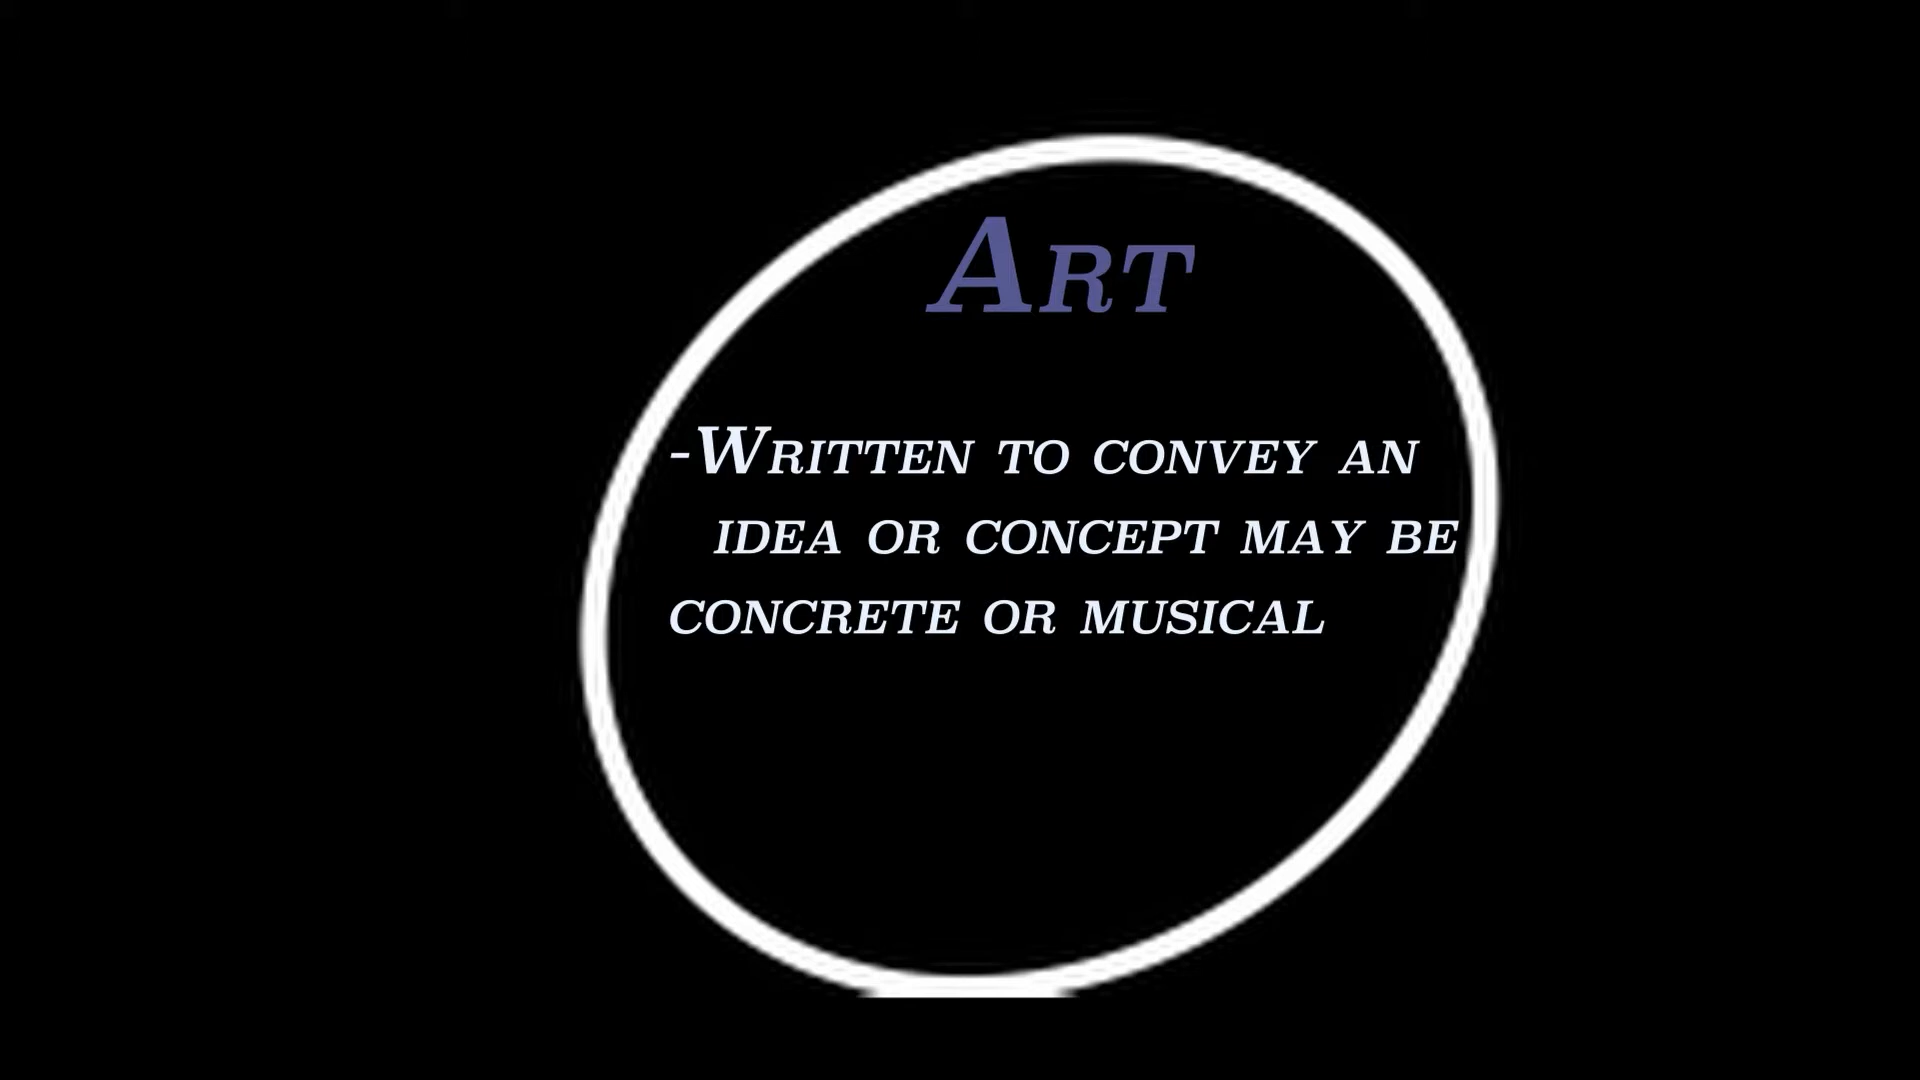 Art
-Written to convey an
idea or concept may be
concrete or musical